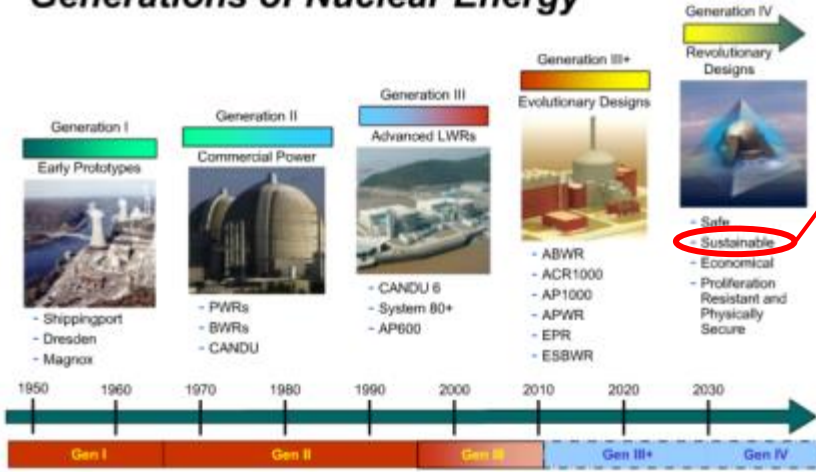 Generations of Nuclear Energy
Generation I
Early Prototypes
- Shippingport
- Dresden
- Magnox
Generation II
Commercial Power
- PWRs
- BWRs
- CANDU
Generation III
Advanced LWRs
- CANDU 6
- System 80+
- AP600
Generation III+
Evolutionary Designs
- ABWR
- ACR1000
- AP1000
- APWR
- EPR
- ESBWR
Generation IV
Revolutionary
Designs
- Safe
- Sustainable
- Economical
- Proliferation
Resistant and
Physically
Secure
1950 1960 1970 1980 1990 2000 2010 2020 2030
Gen I Gen II Gen III Gen III+ Gen IV